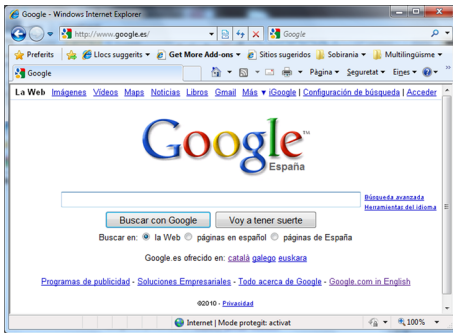 Google - Windows Internet Explorer
http://www.google.es/ Google
Preferits Llocs suggerits Get More Add-ons Sitios sugeridos Sobirania Multilingüisme
Google Pàgina Seguretat Eines
La Web Imágenes Vídeos Maps Noticias Libros Gmail Más ▼ iGoogle | Configuración de búsqueda | Acceder
Google™
España
Búsqueda avanzada
Herramientas del idioma
Buscar con Google Voy a tener suerte
Buscar en: la Web páginas en español páginas de España
Google.es ofrecido en: català galego euskara
Programas de publicidad - Soluciones Empresariales - Todo acerca de Google - Google.com in English
©2010 - Privasidad
Internet | Mode protegit: activat 100%